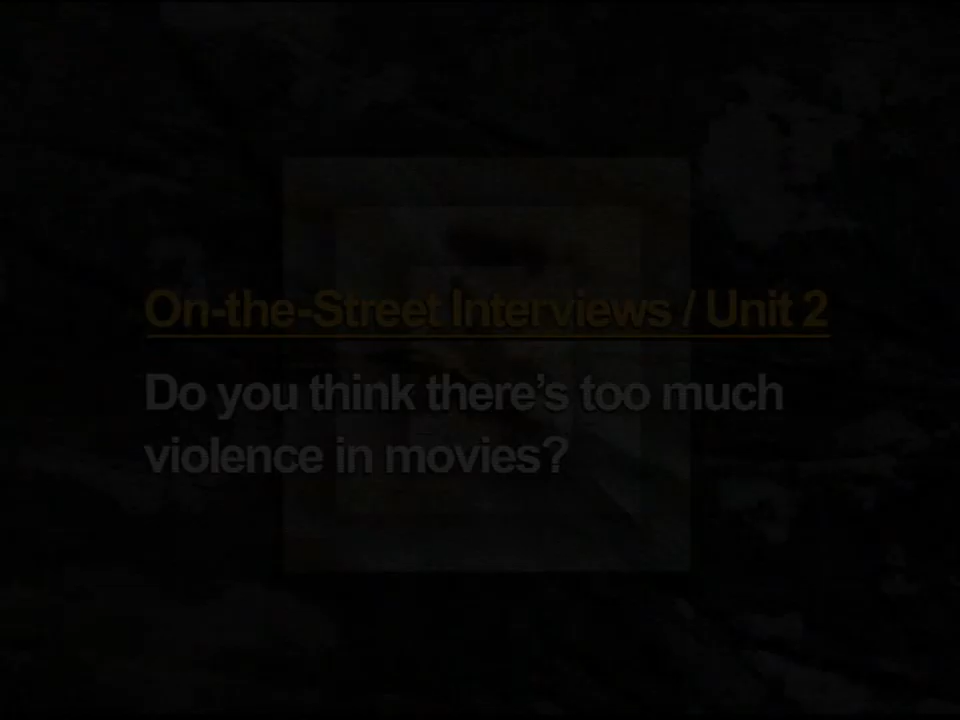 On-the-Street Interviews / Unit 2
Do you think there’s too much
violence in movies?